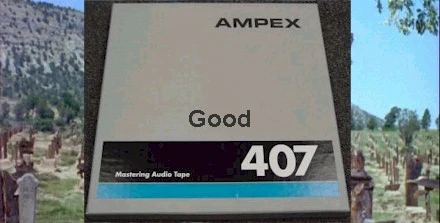 AMPEX
Good
407
Mastering Audio Tape